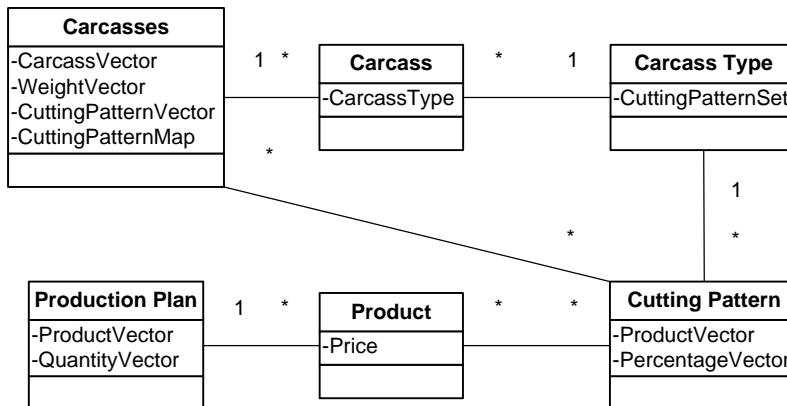 Carcasses
-CarcassVector
-WeightVector
-CuttingPatternVector
-CuttingPatternMap
1 *
Carcass
-CarcassType
* 1
Carcass Type
-CuttingPatternSet
*
*
1
*
Production Plan
-ProductVector
-QuantityVector
1 *
Product
-Price
* *
Cutting Pattern
-ProductVector
-PercentageVector